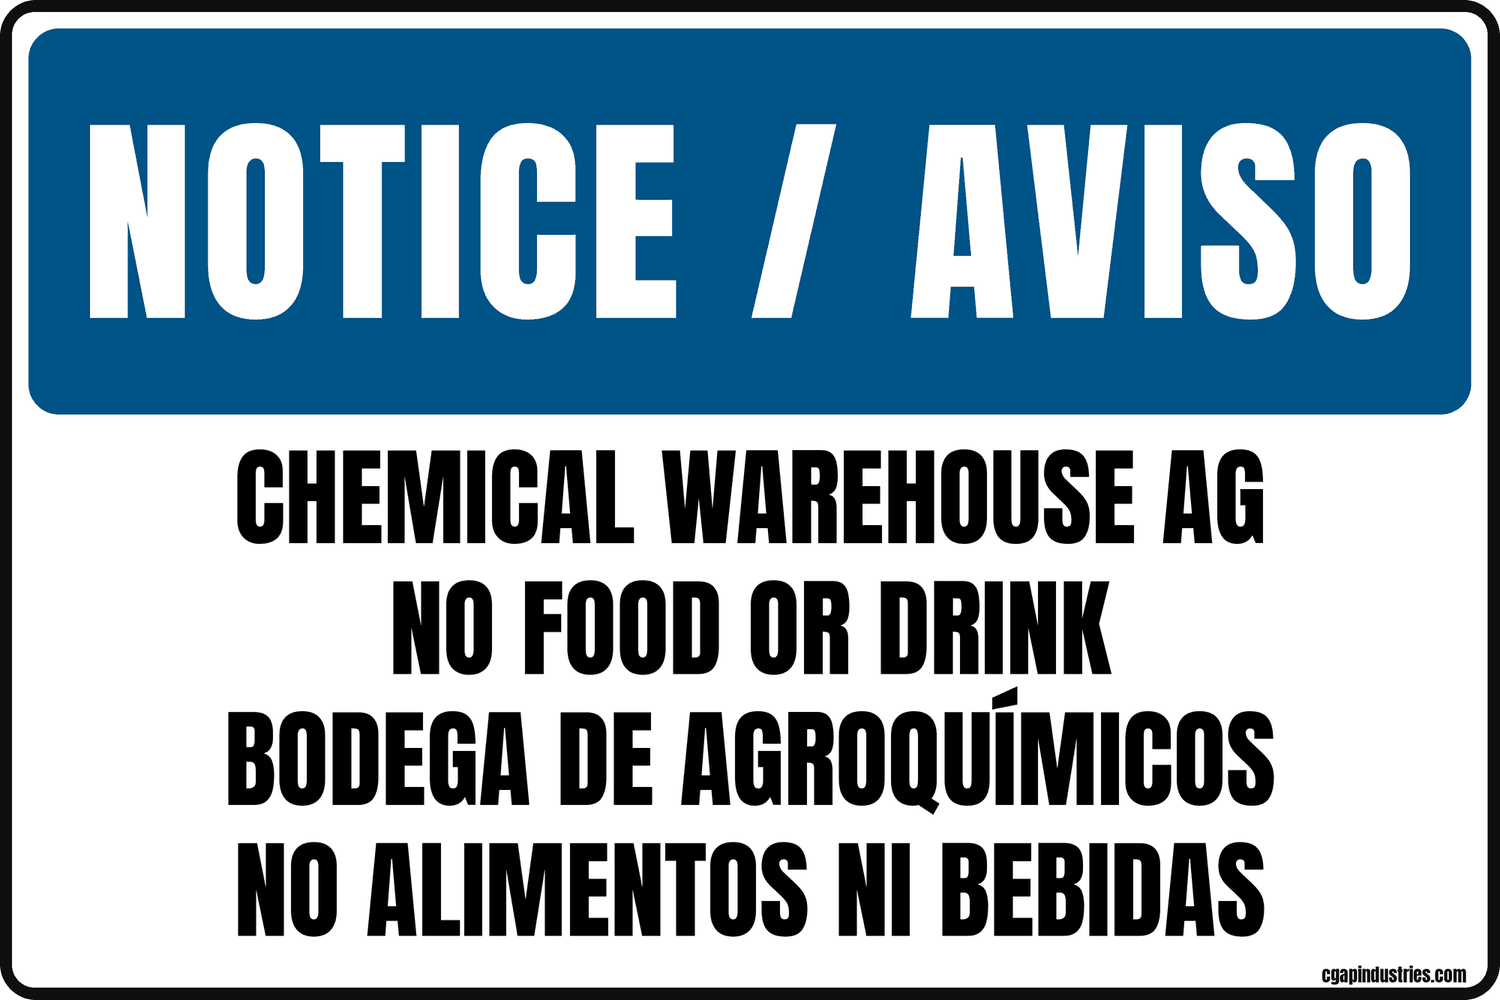 NOTICE / AVISO
CHEMICAL WAREHOUSE AG
NO FOOD OR DRINK
BODEGA DE AGROQUÍMICOS
NO ALIMENTOS NI BEBIDAS
cgapindustries.com